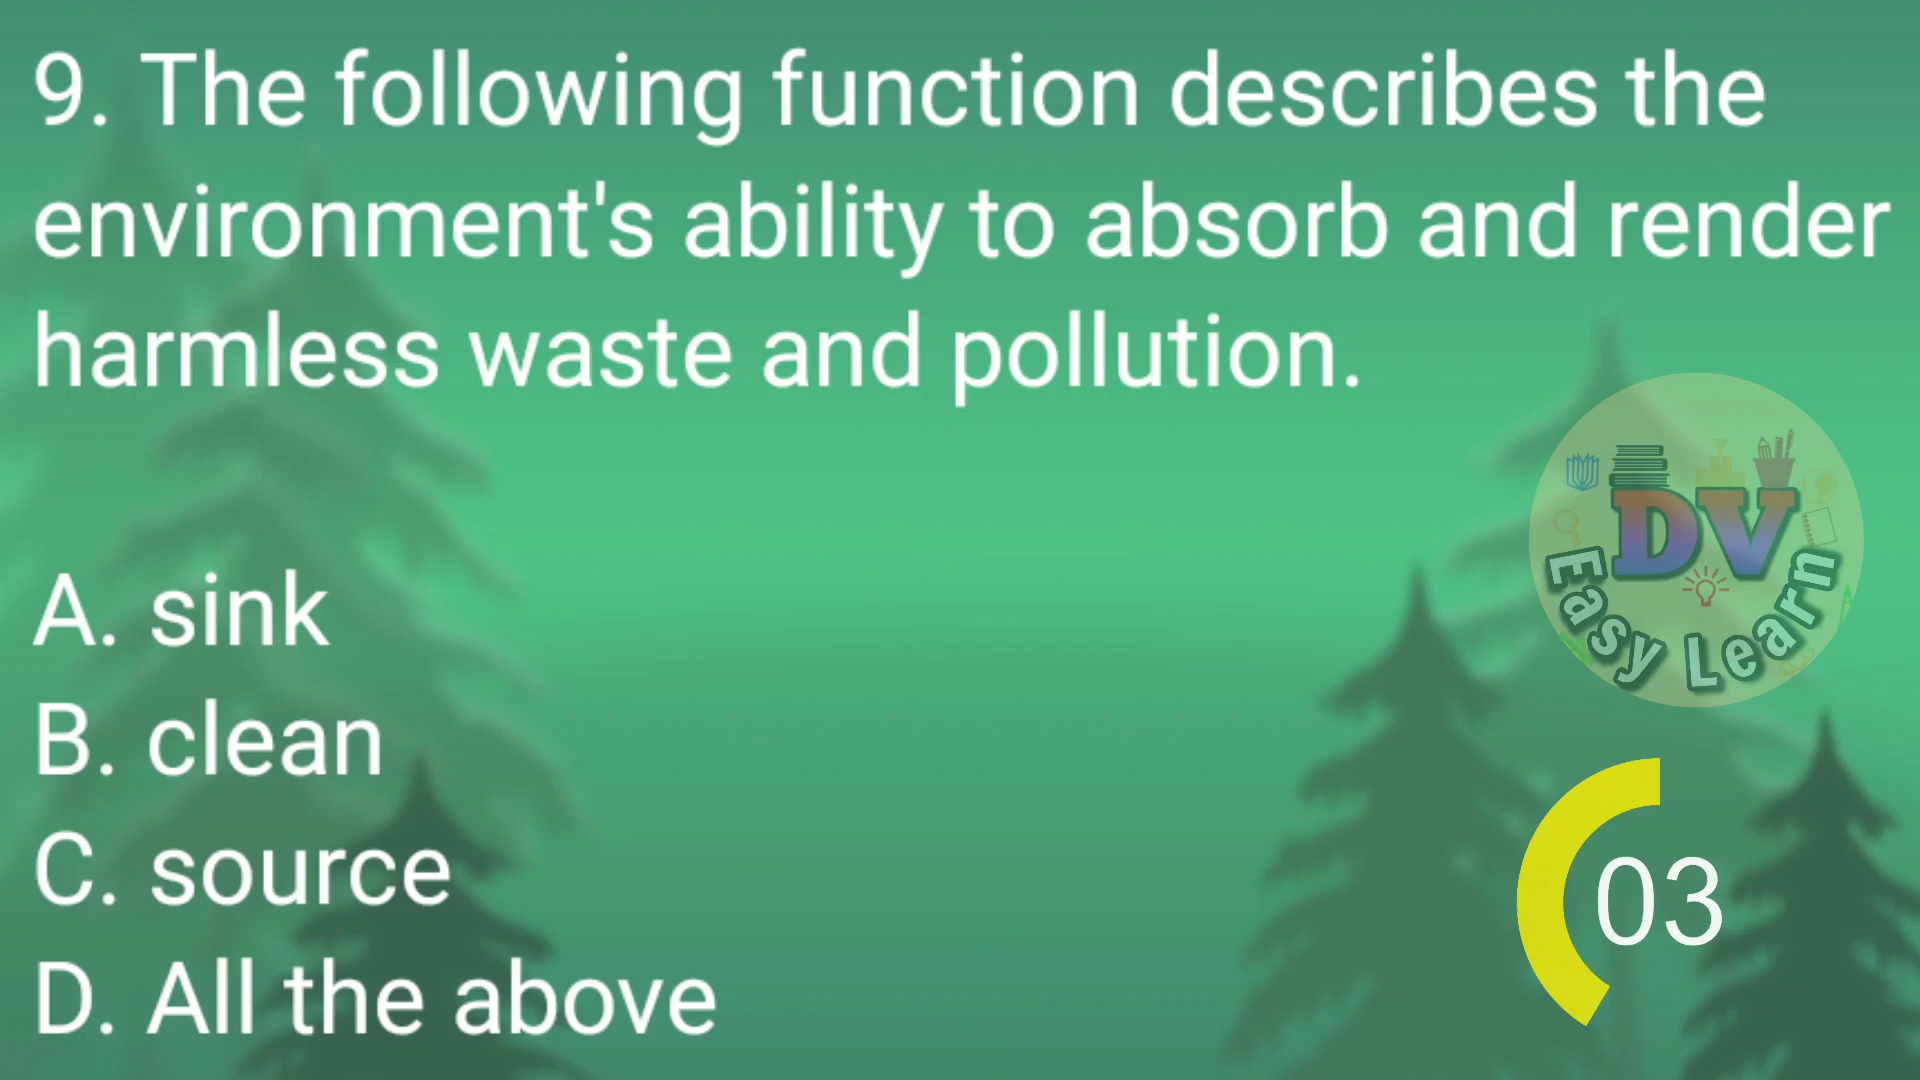 9. The following function describes the
environment's ability to absorb and render
harmless waste and pollution.
A. sink
B. clean
C. source
D. All the above
DV
Easy Learn
03